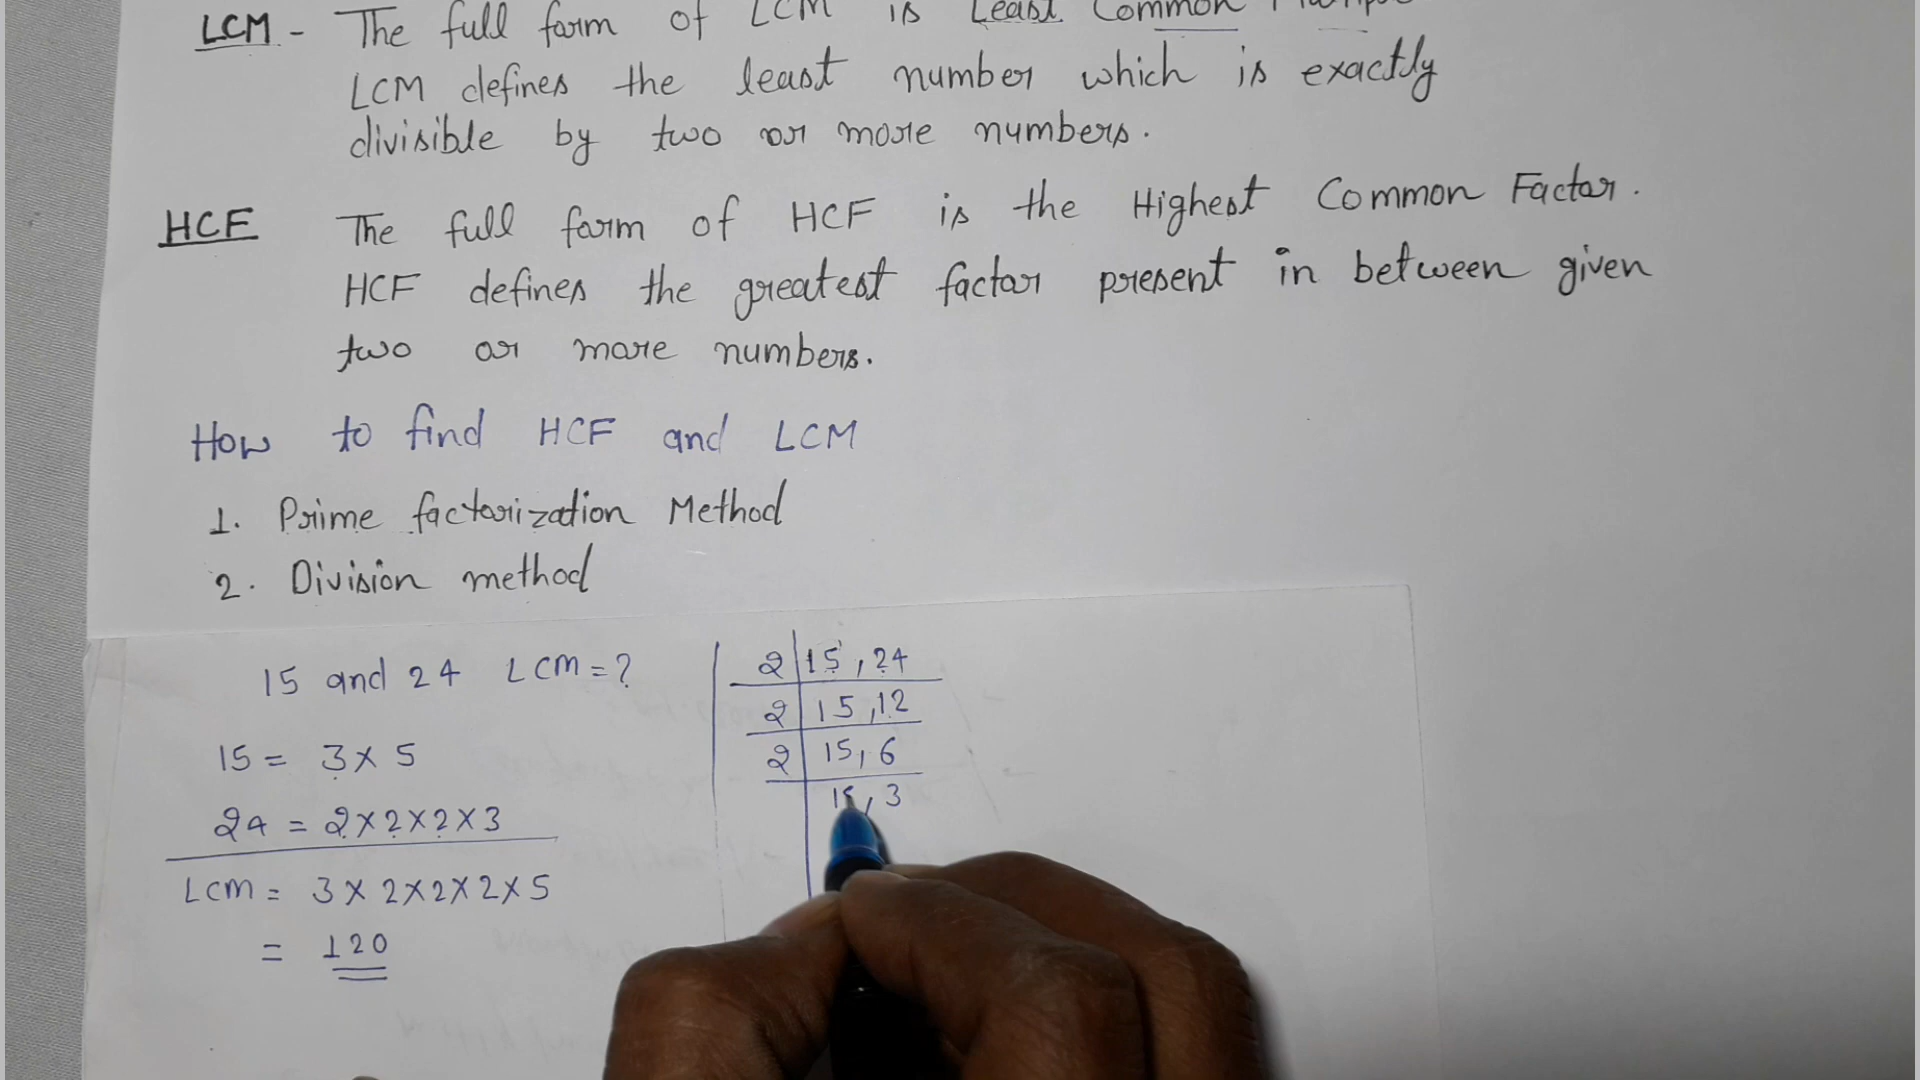 LCM - The full form of LCM is Least Common
LCM defines the least number which is exactly
divisible by two or more numbers.
HCF The full form of HCF is the Highest Common Factor.
HCF defines the greatest factor present in between given
two or more numbers.
How to find HCF and LCM
1. Prime factorization Method
2. Division method
15 and 24 LCM = ?
15 = 3 × 5
24 = 2 × 2 × 2 × 3
LCM = 3 × 2 × 2 × 2 × 5
= 120
2 | 15, 24
2 | 15, 12
2 | 15, 6
15, 3